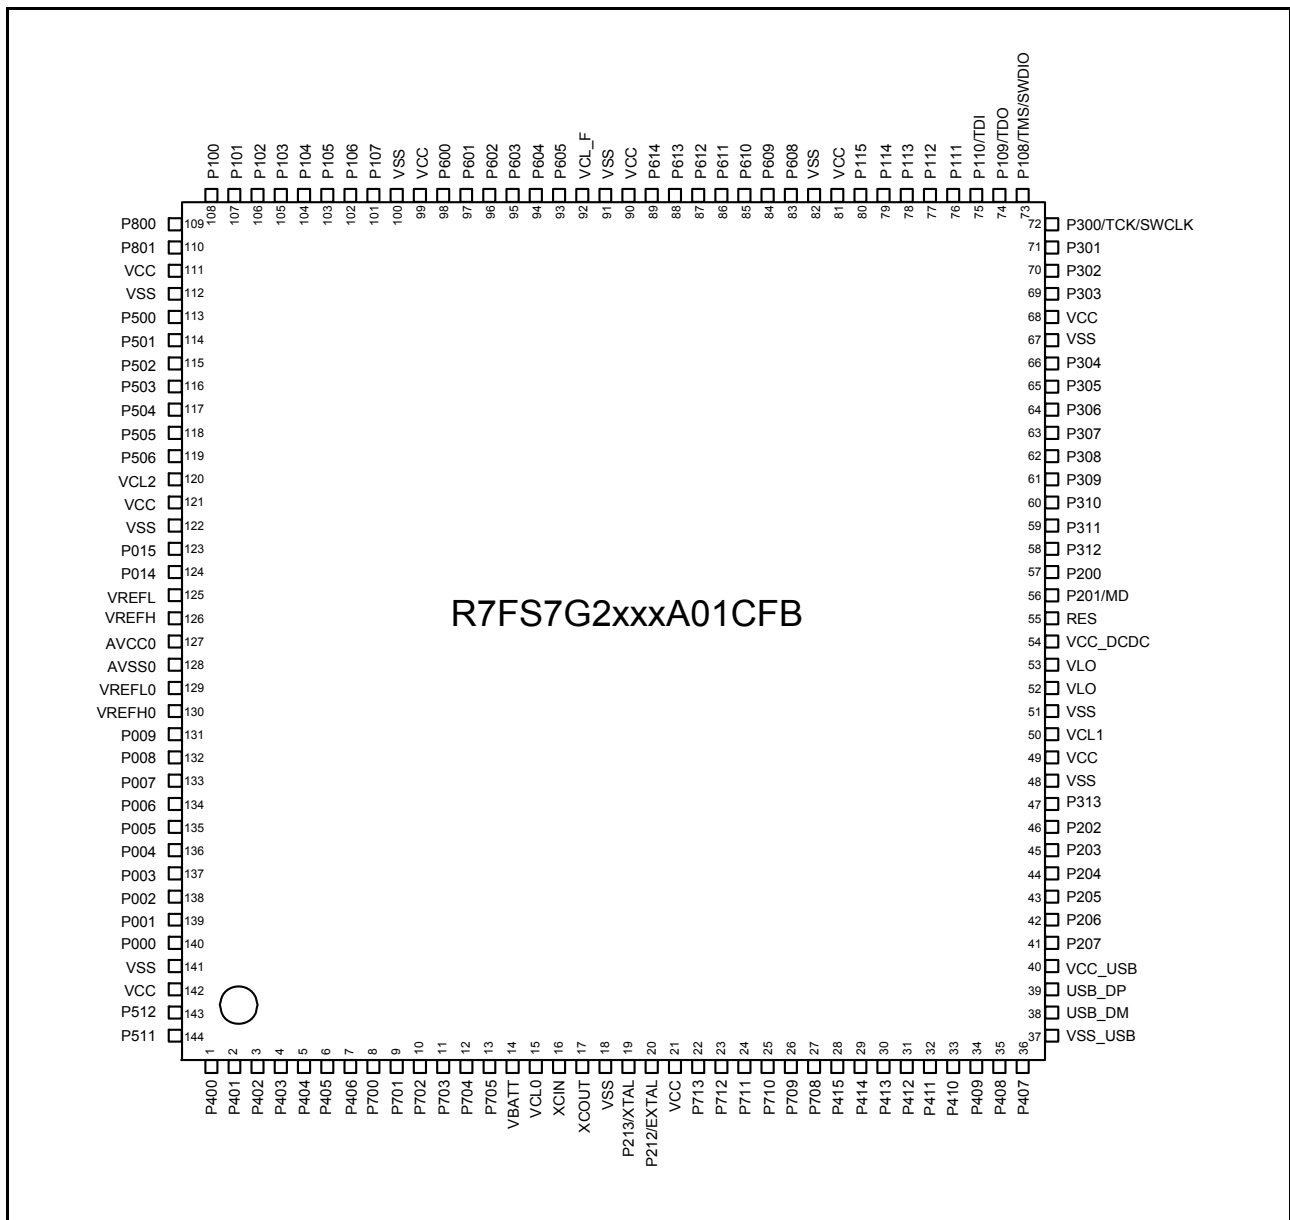 P100 P101 P102 P103 P104 P105 P106 P107 VSS VCC P600 P601 P602 P603 P604 P605 VCL_F VSS VCC P614 P613 P612 P611 P610 P609 P608 VSS VCC P115 P114 P113 P112 P111 P110/TDI P109/TDO P108/TMS/SWDIO
108 107 106 105 104 103 102 101 100 99 98 97 96 95 94 93 92 91 90 89 88 87 86 85 84 83 82 81 80 79 78 77 76 75 74 73
P800 109 72 P300/TCK/SWCLK
P801 110 71 P301
VCC 111 70 P302
VSS 112 69 P303
P500 113 68 VCC
P501 114 67 VSS
P502 115 66 P304
P503 116 65 P305
P504 117 64 P306
P505 118 63 P307
P506 119 62 P308
VCL2 120 61 P309
VCC 121 60 P310
VSS 122 59 P311
P015 123 58 P312
P014 124 57 P200
VREFL 125 56 P201/MD
R7FS7G2xxxA01CFB
VREFH 126 55 RES
AVCC0 127 54 VCC_DCDC
AVSS0 128 53 VLO
VREFL0 129 52 VLO
VREFH0 130 51 VSS
P009 131 50 VCL1
P008 132 49 VCC
P007 133 48 VSS
P006 134 47 P313
P005 135 46 P202
P004 136 45 P203
P003 137 44 P204
P002 138 43 P205
P001 139 42 P206
P000 140 41 P207
VSS 141 40 VCC_USB
VCC 142 39 USB_DP
P512 143 38 USB_DM
P511 144 37 VSS_USB
1 2 3 4 5 6 7 8 9 10 11 12 13 14 15 16 17 18 19 20 21 22 23 24 25 26 27 28 29 30 31 32 33 34 35 36
P400 P401 P402 P403 P404 P405 P406 P700 P701 P702 P703 P704 P705 VBATT VCL0 XCIN XCOUT VSS P213/XTAL P212/EXTAL VCC P713 P712 P711 P710 P709 P708 P415 P414 P413 P412 P411 P410 P409 P408 P407